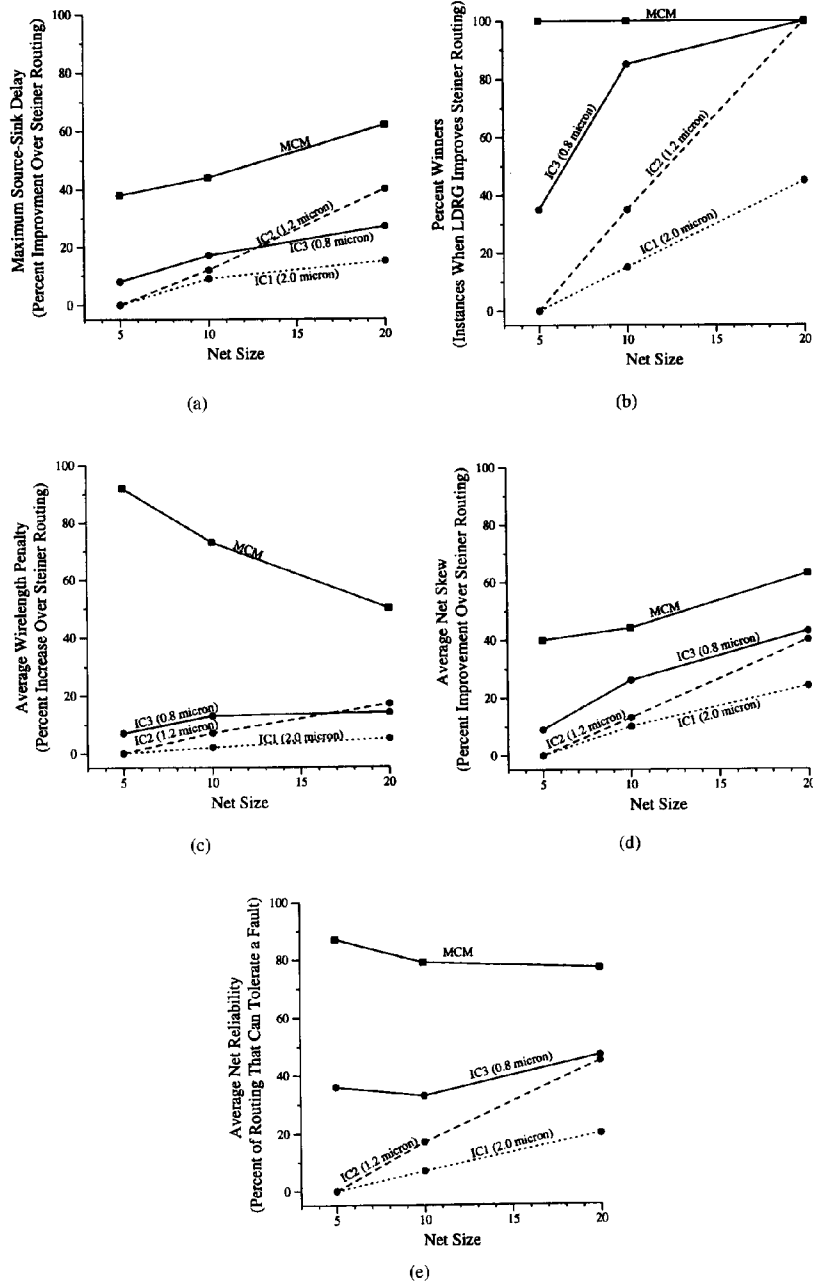 Maximum Source-Sink Delay
(Percent Improvment Over Steiner Routing)
100
80
60
40
20
0
MCM
IC2 (1.2 micron)
IC3 (0.8 micron)
IC1 (2.0 micron)
5
10
15
20
Net Size
(a)
Percent Winners
(Instances When LDRG Improves Steiner Routing)
100
80
60
40
20
0
MCM
IC3 (0.8 micron)
IC2 (1.2 micron)
IC1 (2.0 micron)
5
10
15
20
Net Size
(b)
Average Wirelength Penalty
(Percent Increase Over Steiner Routing)
100
80
60
40
20
0
MCM
IC3 (0.8 micron)
IC2 (1.2 micron)
IC1 (2.0 micron)
5
10
15
20
Net Size
(c)
Average Net Skew
(Percent Improvement Over Steiner Routing)
100
80
60
40
20
0
MCM
IC3 (0.8 micron)
IC2 (1.2 micron)
IC1 (2.0 micron)
5
10
15
20
Net Size
(d)
Average Net Reliability
(Percent of Routing That Can Tolerate a Fault)
100
80
60
40
20
0
MCM
IC3 (0.8 micron)
IC2 (1.2 micron)
IC1 (2.0 micron)
5
10
15
20
Net Size
(e)